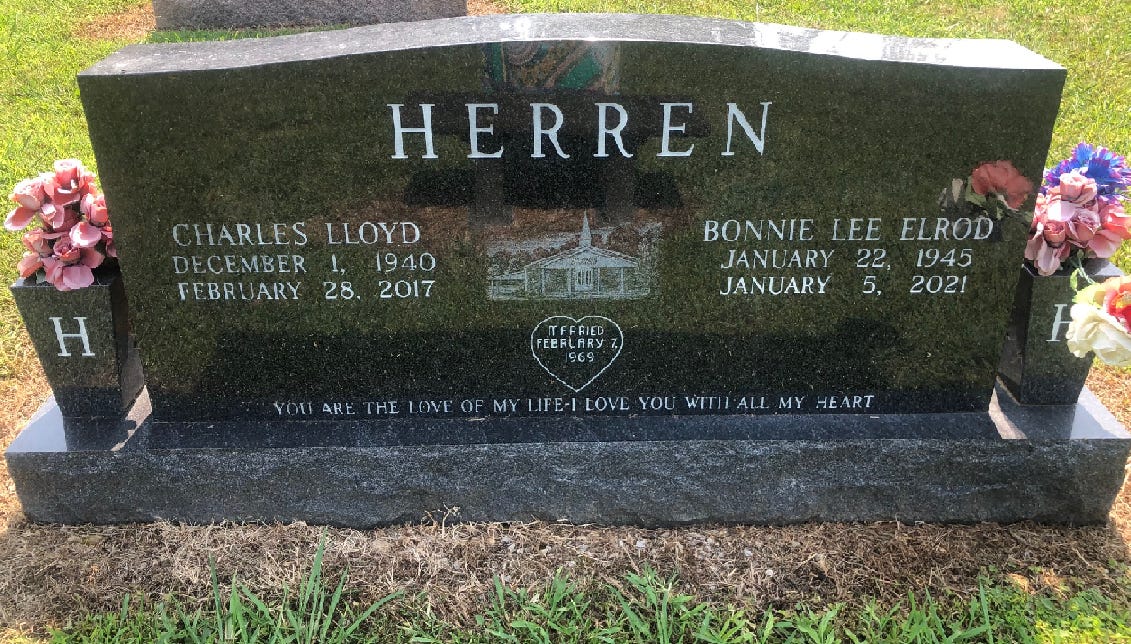 HERREN
CHARLES LLOYD
DECEMBER 1, 1940
FEBRUARY 28, 2017
BONNIE LEE ELROD
JANUARY 22, 1945
JANUARY 5, 2021
H
H
MARRIED
FEBRUARY 7,
1969
YOU ARE THE LOVE OF MY LIFE-I LOVE YOU WITH ALL MY HEART